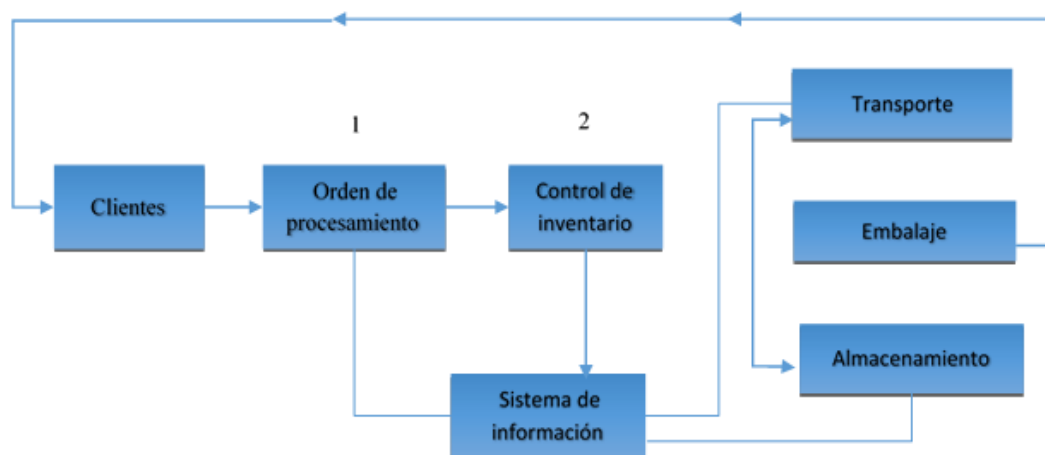 1
2
Clientes
Orden de
procesamiento
Control de
inventario
Sistema de
información
Transporte
Embalaje
Almacenamiento